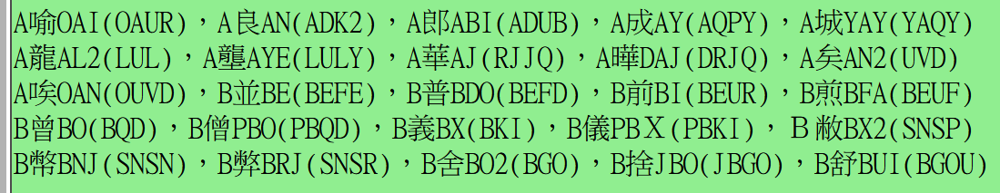 A喻OAI(OAUR)，A良AN(ADK2)，A郎ABI(ADUB)，A成AY(AQPY)，A城YAY(YAQY)
A龍AL2(LUL)，A壟AYE(LULY)，A華AJ(RJJQ)，A曄DAJ(DRJQ)，A矣AN2(UVD)
A唉OAN(OUVD)，B並BE(BEFE)，B普BDO(BEFD)，B前BI(BEUR)，B煎BFA(BEUF)
B曾BO(BQD)，B僧PBO(PBQD)，B義BX(BKI)，B儀PBＸ(PBKI)，Ｂ敝BX2(SNSP)
B幣BNJ(SNSN)，B弊BRJ(SNSR)，B舍BO2(BGO)，B捨JBO(JBGO)，B舒BUI(BGOU)